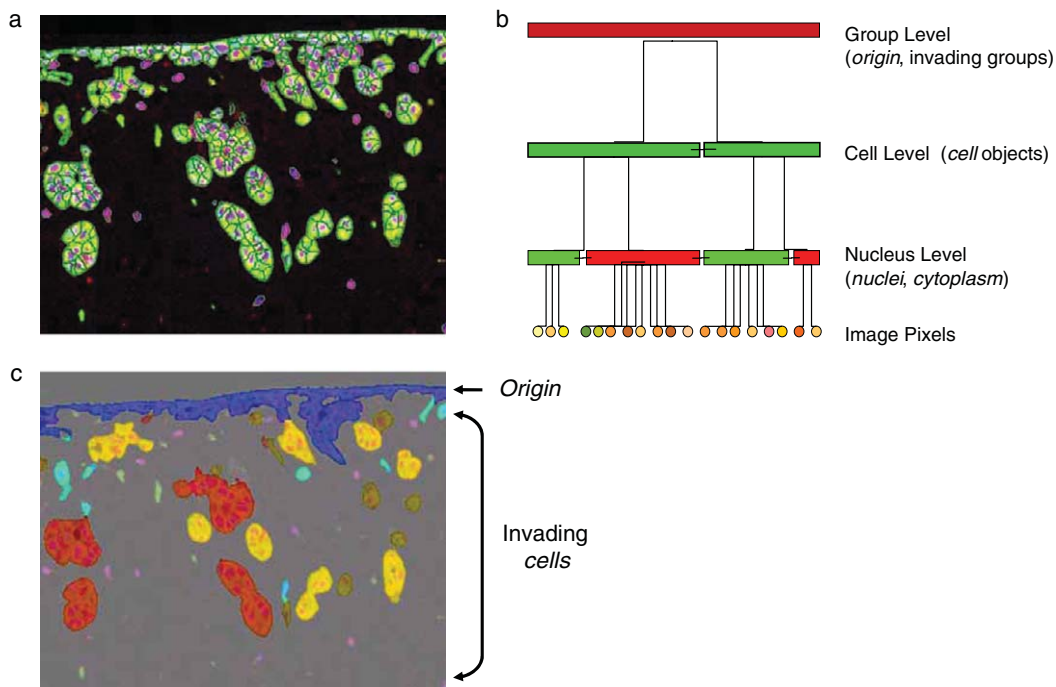 a
b
Group Level
(origin, invading groups)
Cell Level (cell objects)
Nucleus Level
(nuclei, cytoplasm)
Image Pixels
c
Origin
Invading
cells